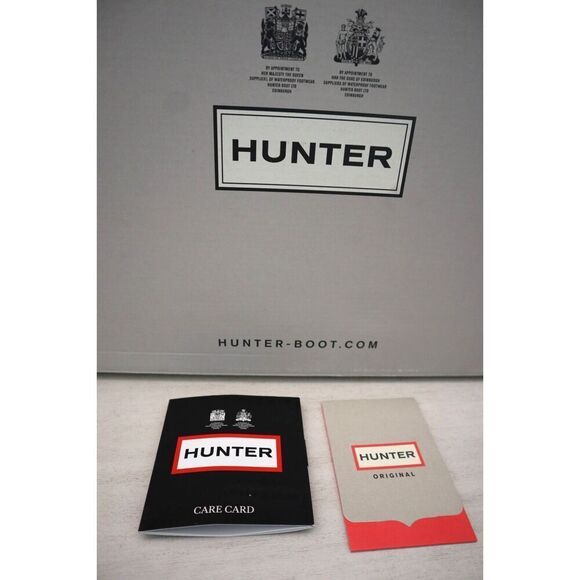 BY APPOINTMENT TO
HER MAJESTY THE QUEEN
SUPPLIERS OF WATERPROOF FOOTWEAR
HUNTER BOOT LTD
EDINBURGH
BY APPOINTMENT TO
HRH THE DUKE OF EDINBURGH
SUPPLIERS OF WATERPROOF FOOTWEAR
HUNTER BOOT LTD
EDINBURGH
HUNTER
HUNTER-BOOT.COM
HUNTER
CARE CARD
HUNTER
ORIGINAL